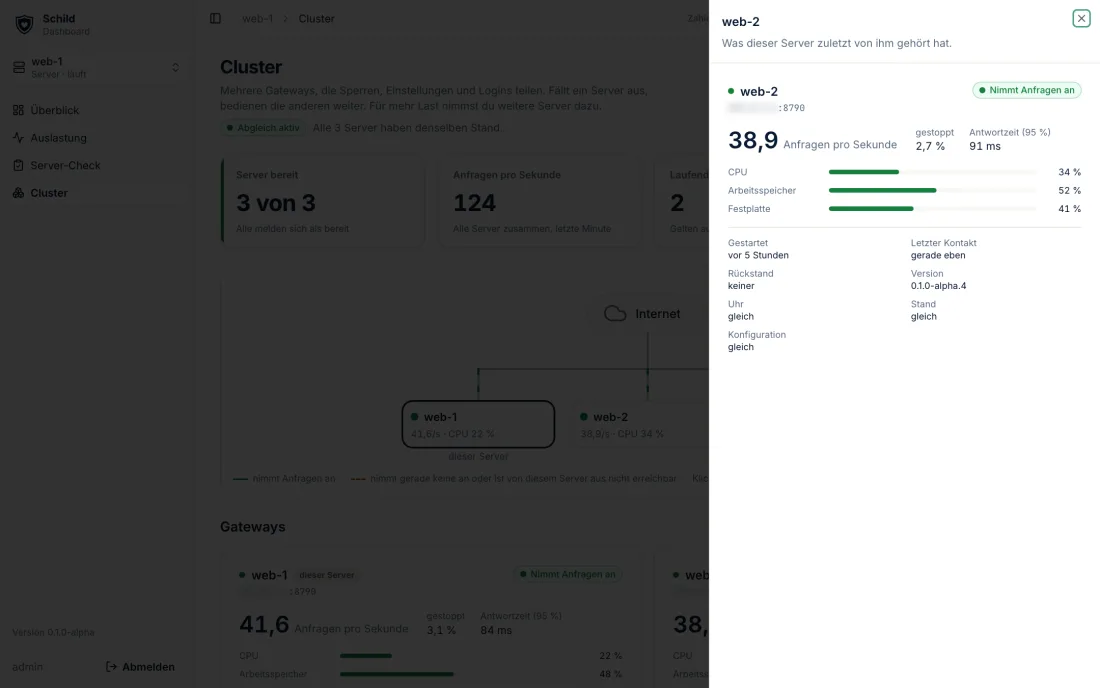 Schild
Dashboard
web-1
Server · läuft
Überblick
Auslastung
Server-Check
Cluster
Version 0.1.0-alpha
admin
Abmelden
web-1 > Cluster
Cluster
Mehrere Gateways, die Sperren, Einstellungen und Logins teilen. Fällt ein Server aus,
bedienen die anderen weiter. Für mehr Last nimmst du weitere Server dazu.
Abgleich aktiv Alle 3 Server haben denselben Stand.
Server bereit
3 von 3
Alle melden sich als bereit
Anfragen pro Sekunde
124
Alle Server zusammen, letzte Minute
2
Internet
web-1
41,6/s · CPU 22 %
dieser Server
web-2
38,9/s · CPU 34 %
nimmt Anfragen an
nimmt gerade keine an oder ist von diesem Server aus nicht erreichbar
Gateways
web-1 dieser Server
Nimmt Anfragen an
41,6 Anfragen pro Sekunde
gestoppt
3,1 %
Antwortzeit (95 %)
84 ms
CPU 22 %
Arbeitsspeicher 48 %
38,
CPU
web-2
Was dieser Server zuletzt von ihm gehört hat.
web-2
Nimmt Anfragen an
:8790
38,9 Anfragen pro Sekunde
gestoppt
2,7 %
Antwortzeit (95 %)
91 ms
CPU 34 %
Arbeitsspeicher 52 %
Festplatte 41 %
Gestartet
vor 5 Stunden
Letzter Kontakt
gerade eben
Rückstand
keiner
Version
0.1.0-alpha.4
Uhr
gleich
Stand
gleich
Konfiguration
gleich